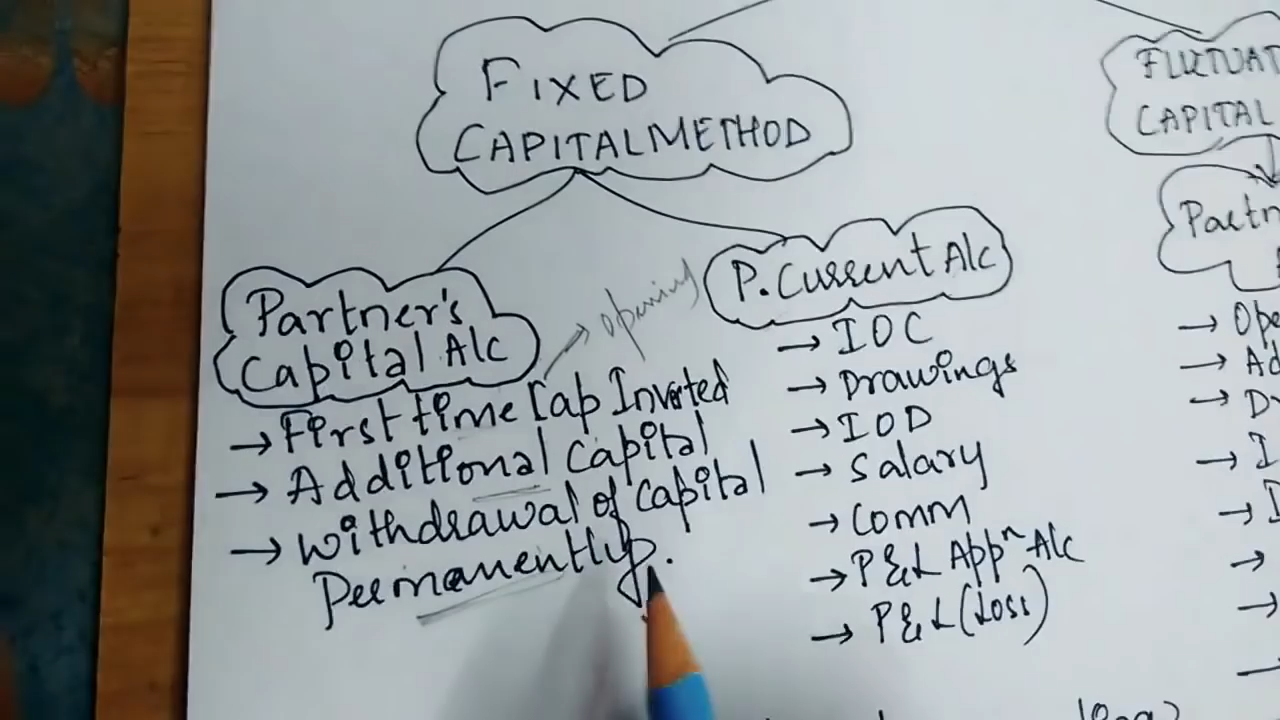 FIXED
CAPITAL METHOD
Partner's
Capital A/c
→ First time Cap Invested
→ Additional Capital
→ Withdrawal of Capital
Permanently.
→ opening
P. Current A/c
→ IOC
→ Drawings
→ IOD
→ Salary
→ Comm
→ P&L Appⁿ A/c
→ P&L (Loss)
FLUCTUAT
CAPITAL
Partn
→ Ope
→ Ad
→ Dr
→ I
→ I